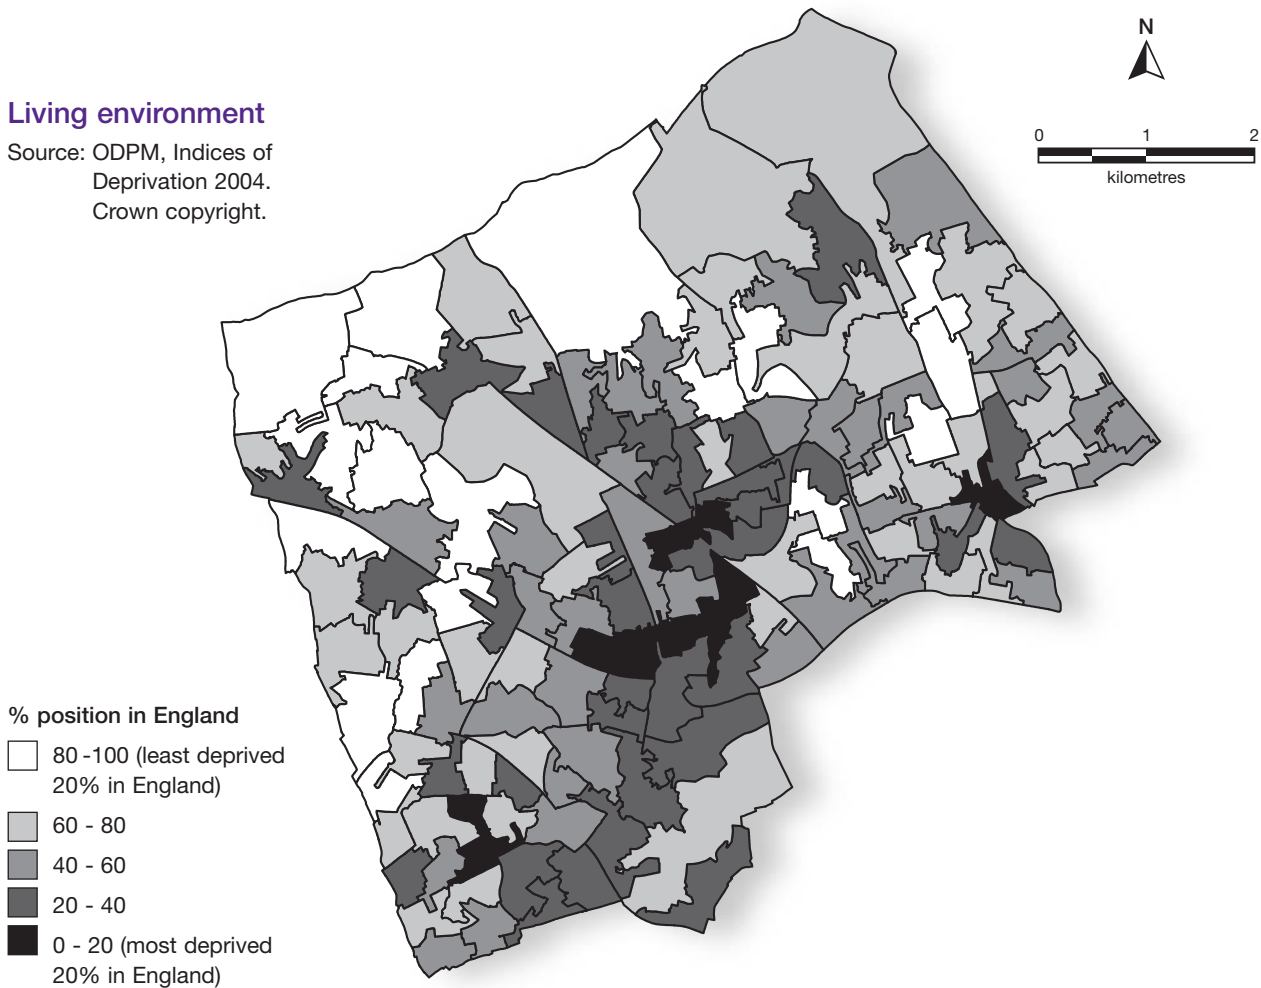 Living environment
Source: ODPM, Indices of
Deprivation 2004.
Crown copyright.
N
0 1 2
kilometres
% position in England
80 -100 (least deprived
20% in England)
60 - 80
40 - 60
20 - 40
0 - 20 (most deprived
20% in England)